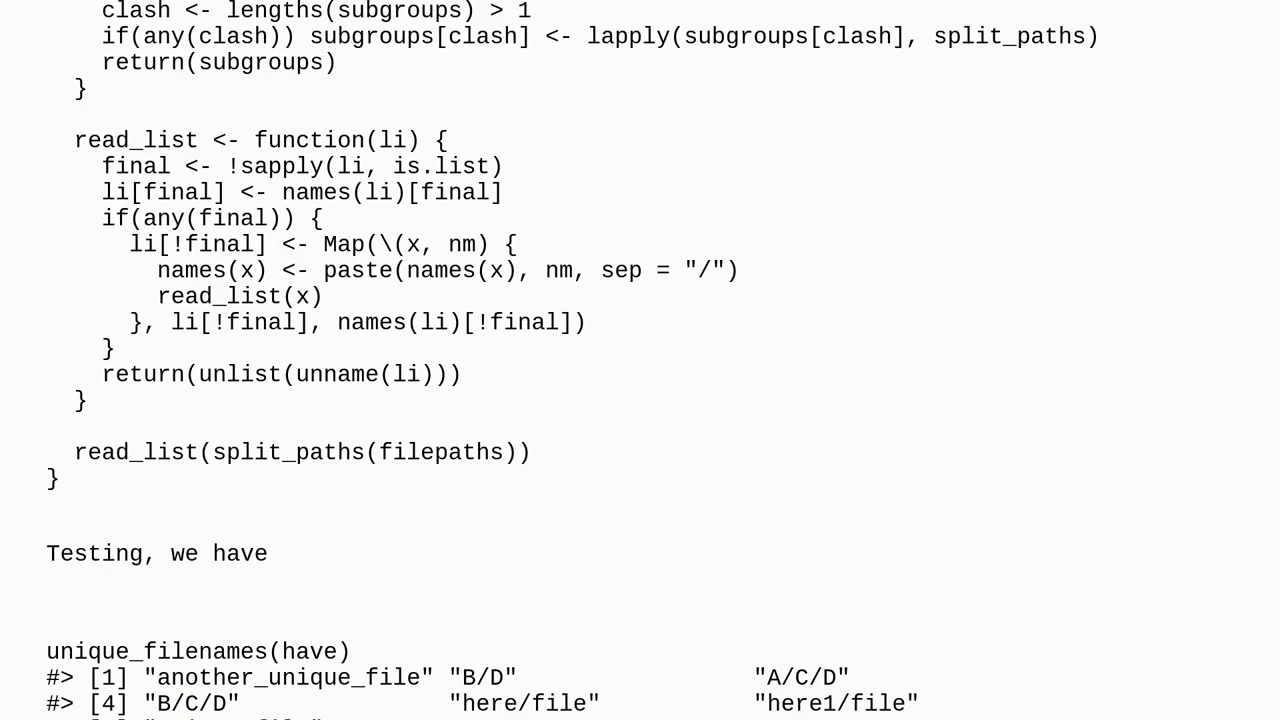 clash <- lengths(subgroups) > 1
if(any(clash)) subgroups[clash] <- lapply(subgroups[clash], split_paths)
return(subgroups)
}
read_list <- function(li) {
final <- !sapply(li, is.list)
li[final] <- names(li)[final]
if(any(final)) {
li[!final] <- Map(\(x, nm) {
names(x) <- paste(names(x), nm, sep = "/")
read_list(x)
}, li[!final], names(li)[!final])
}
return(unlist(unname(li)))
}
read_list(split_paths(filepaths))
}
Testing, we have
unique_filenames(have)
#> [1] "another_unique_file" "B/D" "A/C/D"
#> [4] "B/C/D" "here/file" "here1/file"